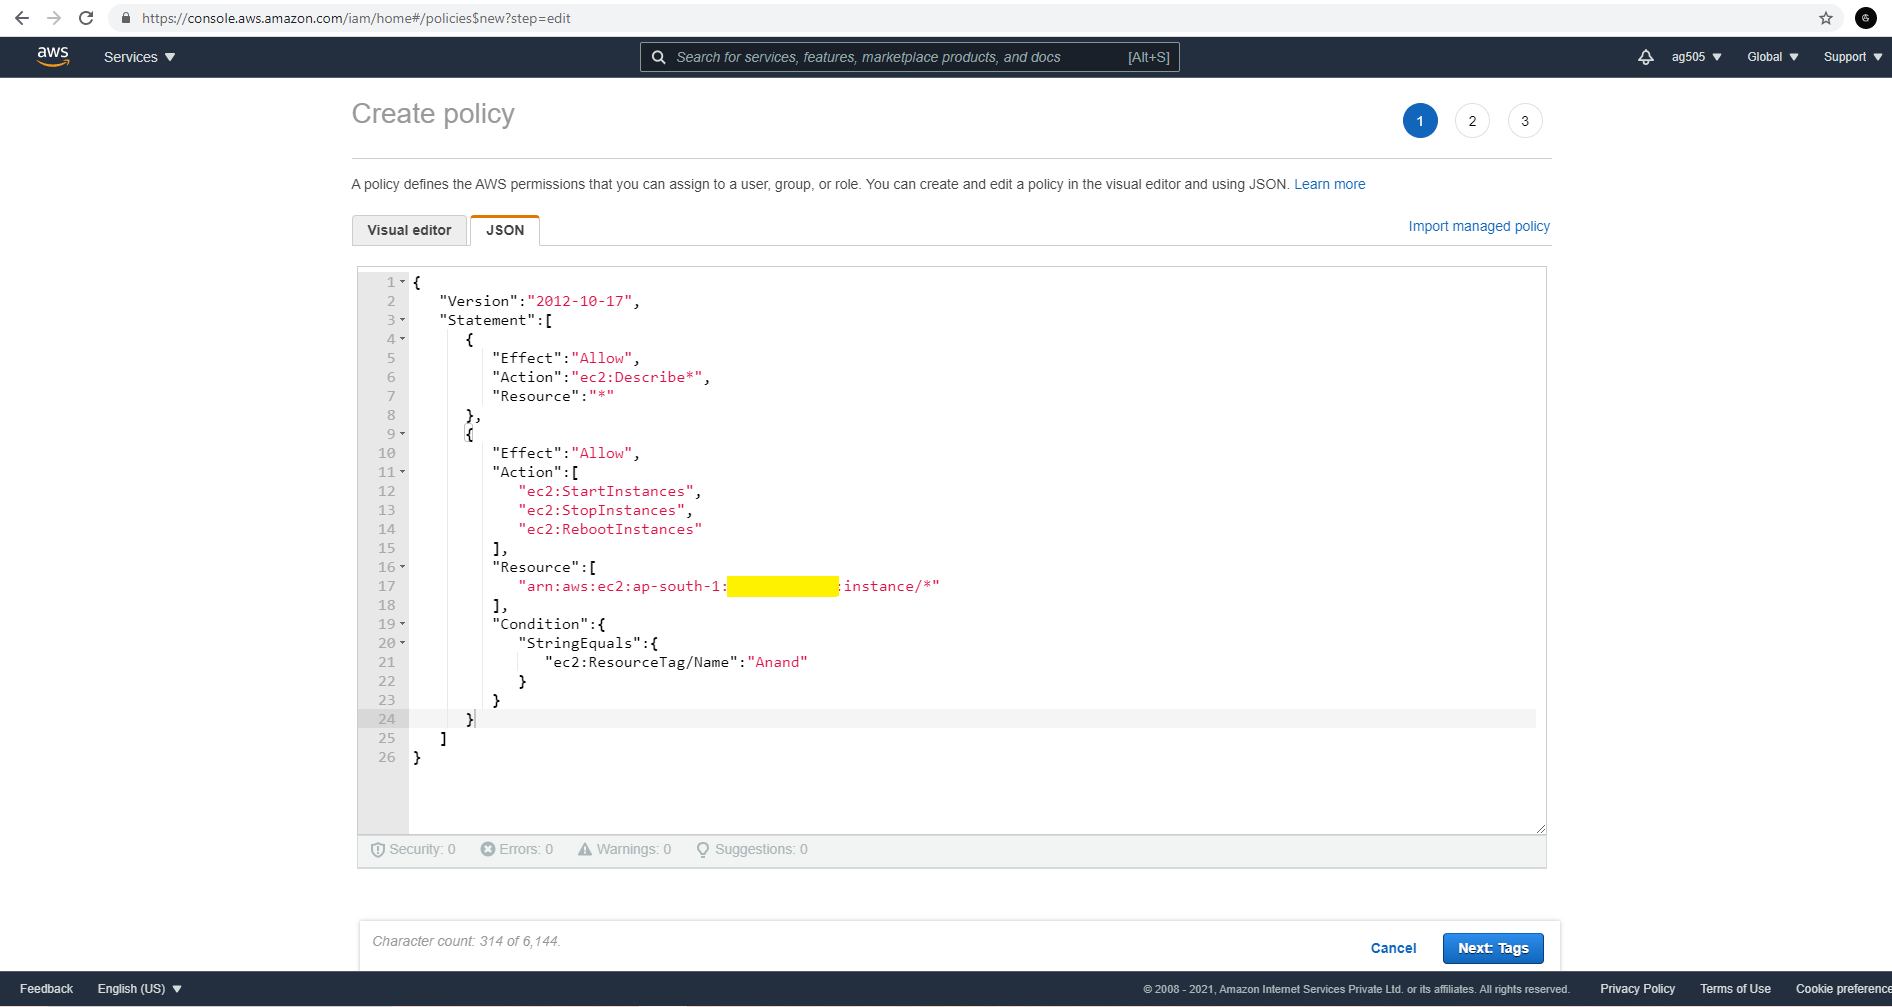 https://console.aws.amazon.com/iam/home#/policies$new?step=edit
aws
Services
Search for services, features, marketplace products, and docs [Alt+S]
ag505 Global Support
Create policy
1 2 3
A policy defines the AWS permissions that you can assign to a user, group, or role. You can create and edit a policy in the visual editor and using JSON. Learn more
Visual editor JSON Import managed policy
1 {
2 "Version":"2012-10-17",
3 "Statement":[
4 {
5 "Effect":"Allow",
6 "Action":"ec2:Describe*",
7 "Resource":"*"
8 },
9 {
10 "Effect":"Allow",
11 "Action":[
12 "ec2:StartInstances",
13 "ec2:StopInstances",
14 "ec2:RebootInstances"
15 ],
16 "Resource":[
17 "arn:aws:ec2:ap-south-1: :instance/*"
18 ],
19 "Condition":{
20 "StringEquals":{
21 "ec2:ResourceTag/Name":"Anand"
22 }
23 }
24 }
25 ]
26 }
Security: 0 Errors: 0 Warnings: 0 Suggestions: 0
Character count: 314 of 6,144.
Cancel Next: Tags
Feedback English (US) © 2008 - 2021, Amazon Internet Services Private Ltd. or its affiliates. All rights reserved. Privacy Policy Terms of Use Cookie preference